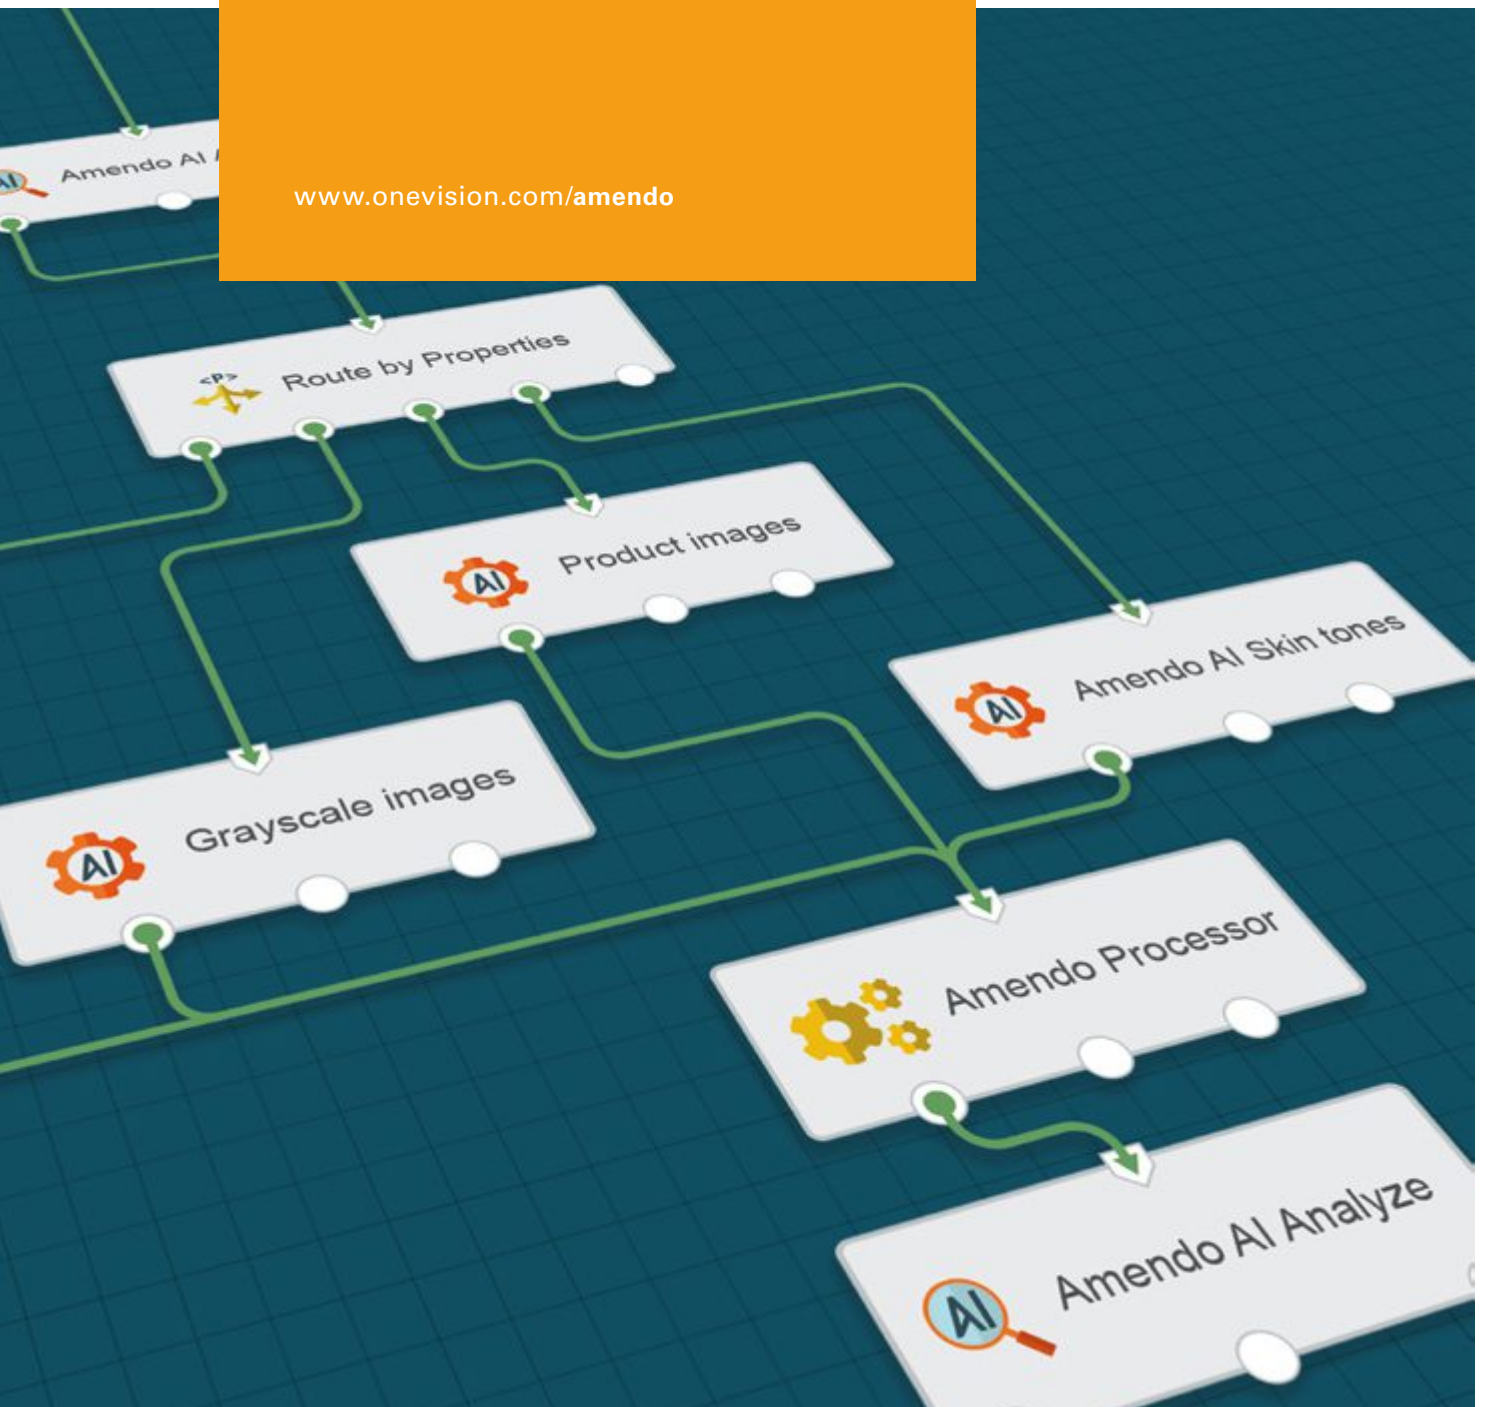 www.onevision.com/amendo
AI
Amendo AI
<P>
Route by Properties
AI
Product images
AI
Amendo AI Skin tones
AI
Grayscale images
Amendo Processor
AI
Amendo AI Analyze